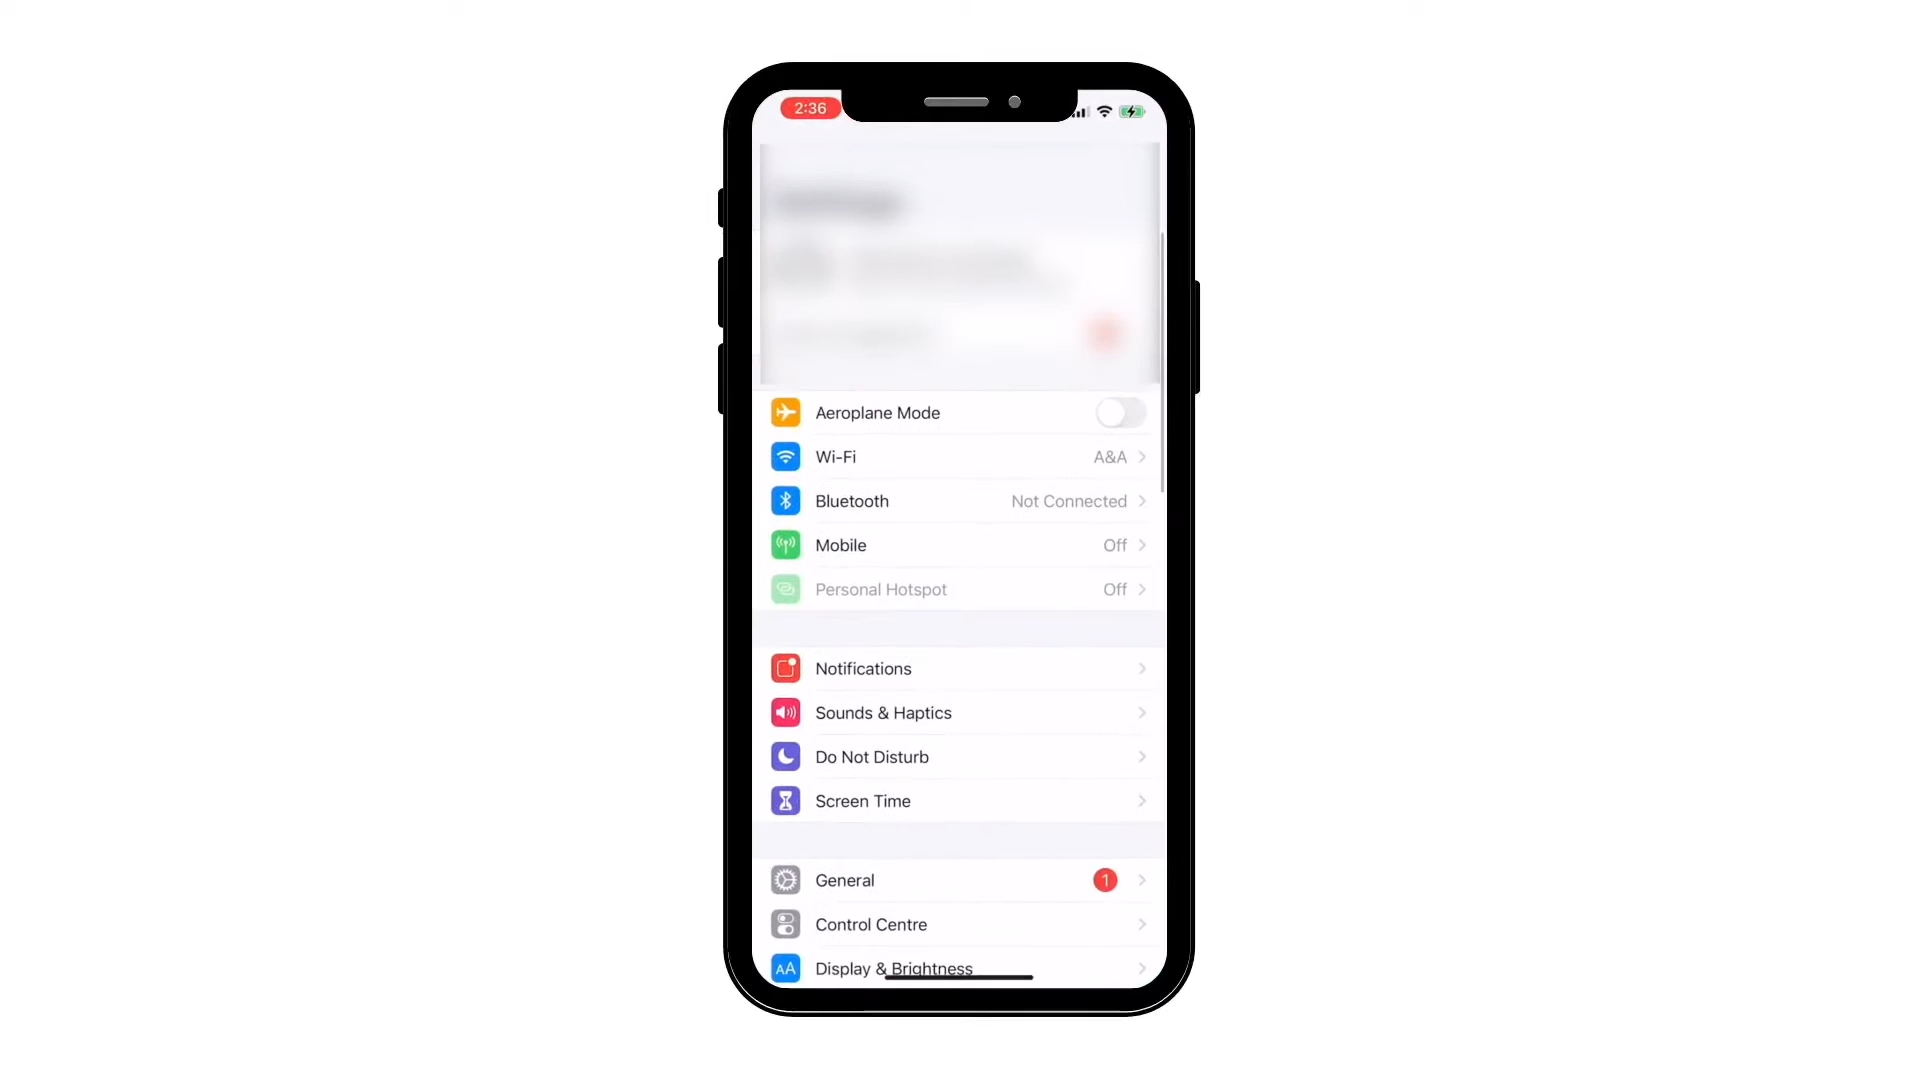 2:36
Aeroplane Mode
Wi-Fi A&A
Bluetooth Not Connected
Mobile Off
Personal Hotspot Off
Notifications
Sounds & Haptics
Do Not Disturb
Screen Time
General 1
Control Centre
AA Display & Brightness